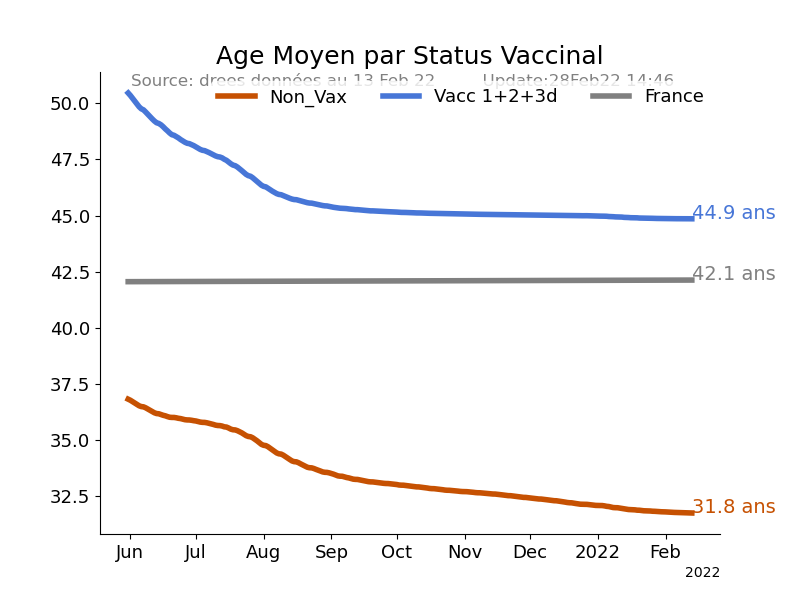 Age Moyen par Status Vaccinal
Source: drees données au 13 Feb 22 Update:28Feb22 14:46
Non_Vax Vacc 1+2+3d France
50.0
47.5
45.0
42.5
40.0
37.5
35.0
32.5
44.9 ans
42.1 ans
31.8 ans
Jun Jul Aug Sep Oct Nov Dec 2022 Feb
2022